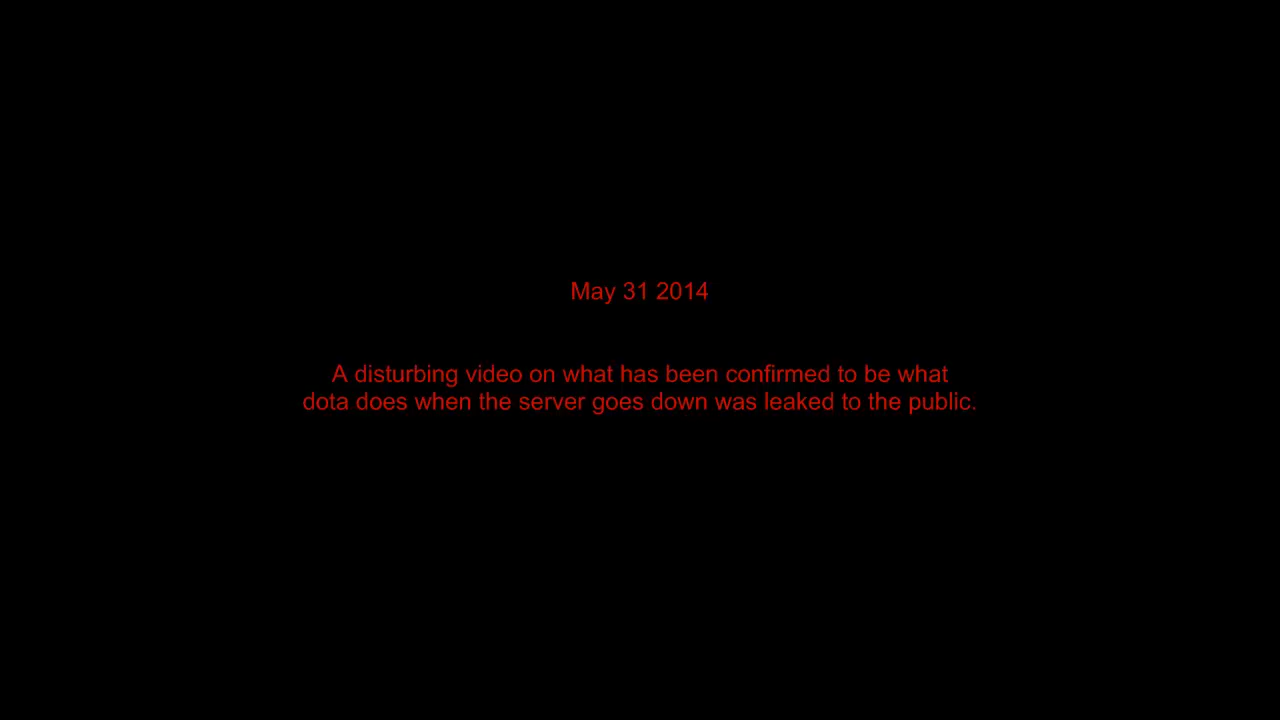 May 31 2014
A disturbing video on what has been confirmed to be what
dota does when the server goes down was leaked to the public.